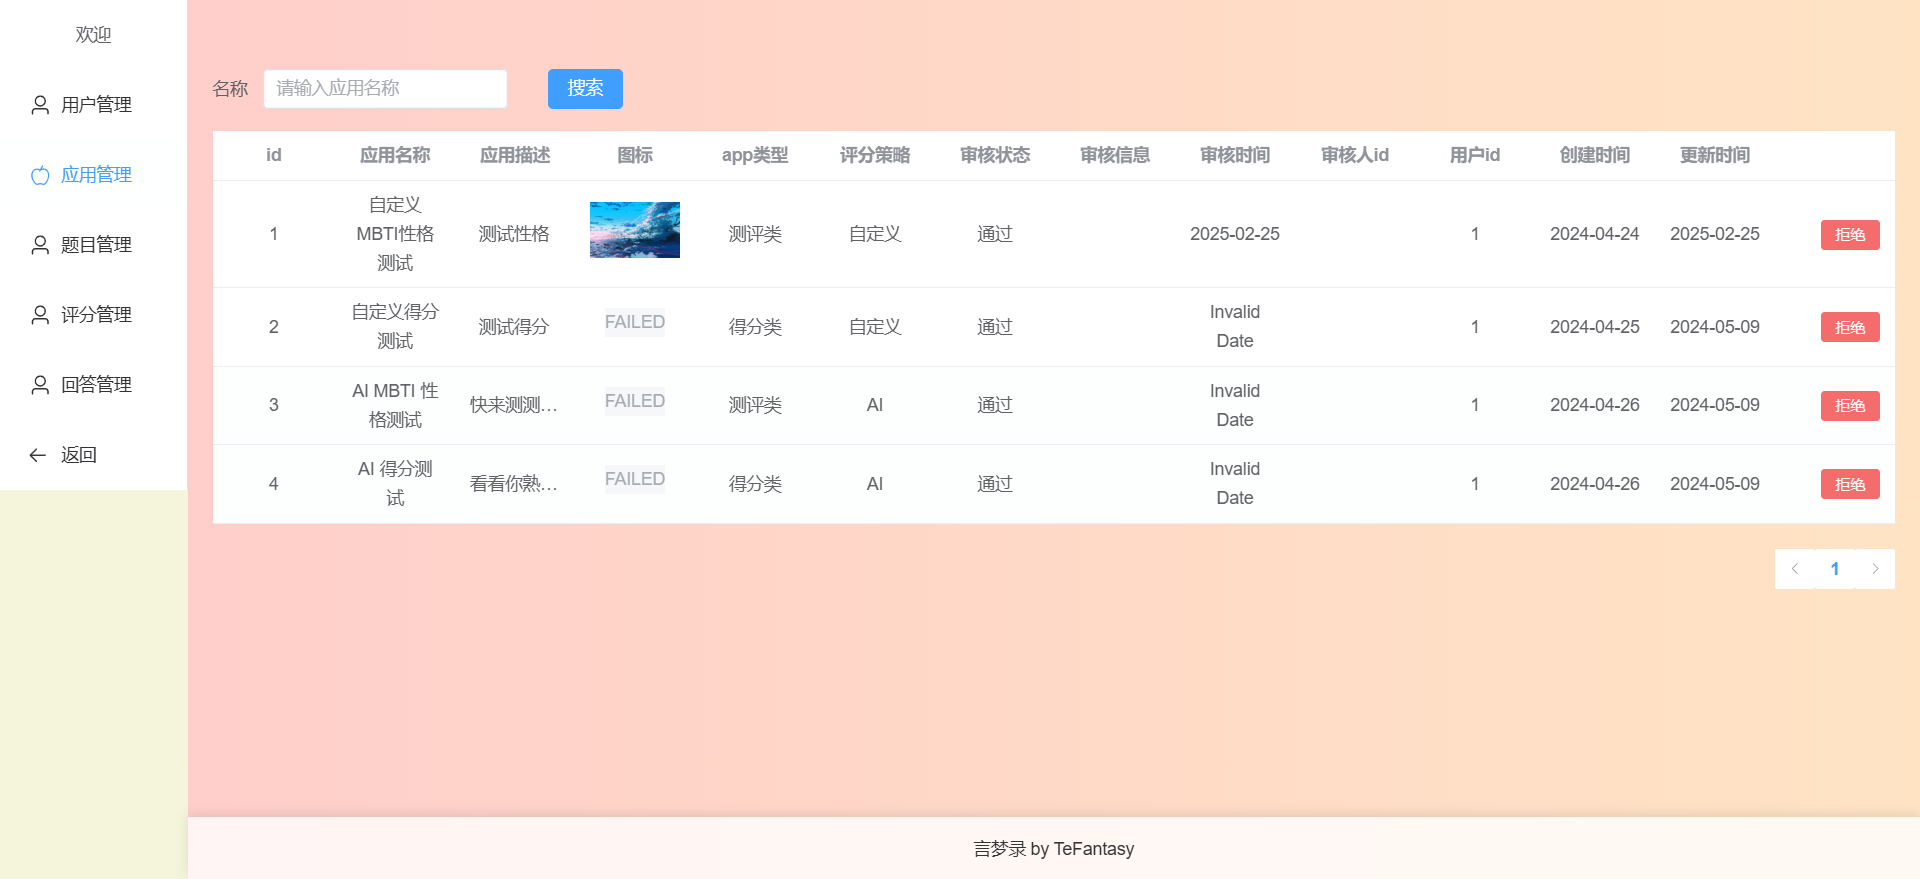 欢迎
用户管理
应用管理
题目管理
评分管理
回答管理
返回
名称 请输入应用名称 搜索
id 应用名称 应用描述 图标 app类型 评分策略 审核状态 审核信息 审核时间 审核人id 用户id 创建时间 更新时间
1 自定义MBTI性格测试 测试性格 测评类 自定义 通过 2025-02-25 1 2024-04-24 2025-02-25 拒绝
2 自定义得分测试 测试得分 FAILED 得分类 自定义 通过 Invalid Date 1 2024-04-25 2024-05-09 拒绝
3 AI MBTI 性格测试 快来测测… FAILED 测评类 AI 通过 Invalid Date 1 2024-04-26 2024-05-09 拒绝
4 AI 得分测试 看看你熟… FAILED 得分类 AI 通过 Invalid Date 1 2024-04-26 2024-05-09 拒绝
1
言梦录 by TeFantasy